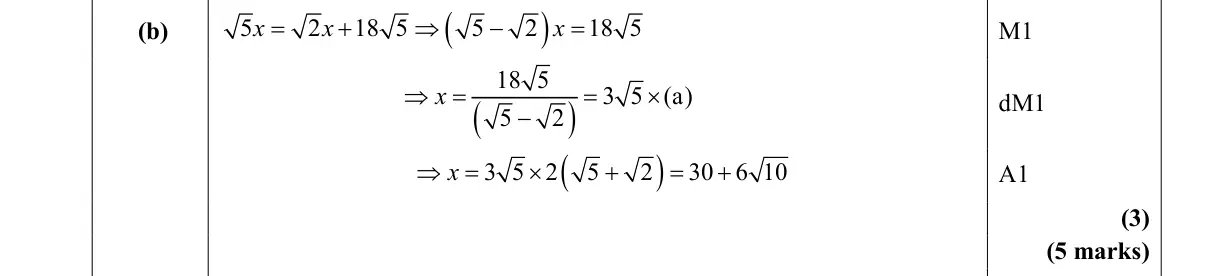 (b) √5x = √2x + 18√5 ⇒ (√5 − √2)x = 18√5 M1
⇒ x = 18√5 / (√5 − √2) = 3√5 × (a) dM1
⇒ x = 3√5 × 2(√5 + √2) = 30 + 6√10 A1
(3)
(5 marks)